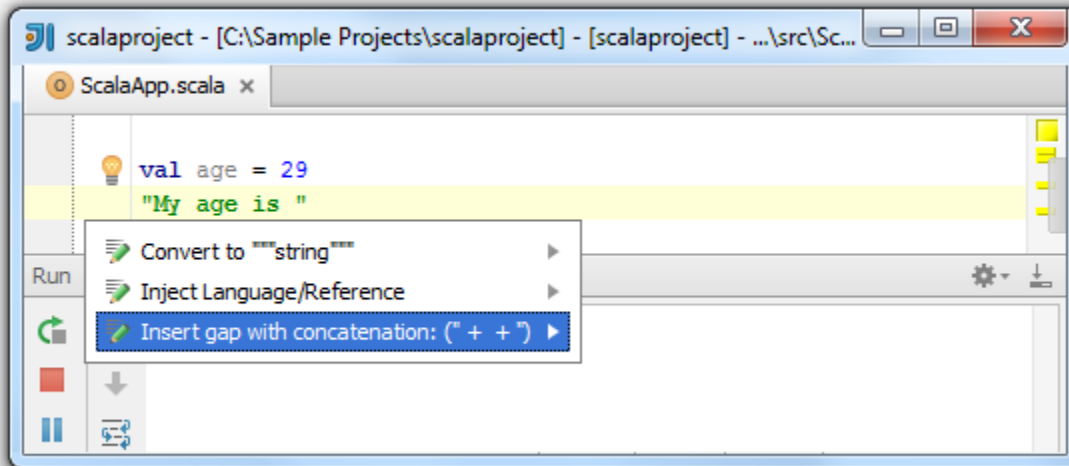 scalaproject - [C:\Sample Projects\scalaproject] - [scalaproject] - ...\src\Sc...
O ScalaApp.scala ×
val age = 29
"My age is "
Convert to """string"""
Run
Inject Language/Reference
Insert gap with concatenation: (" + + ")